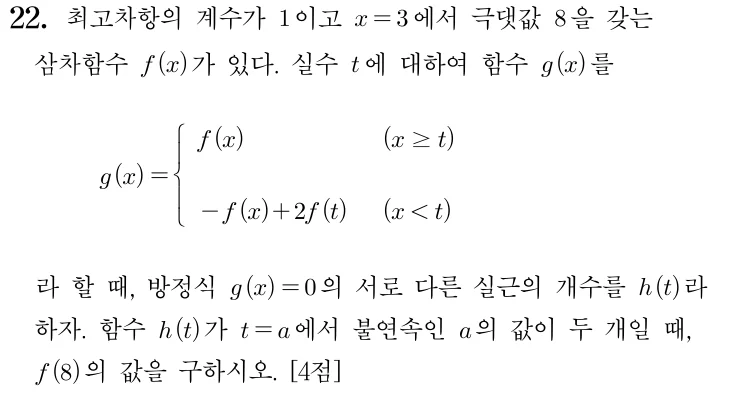 22. 최고차항의 계수가 1이고 x=3에서 극댓값 8을 갖는
삼차함수 f(x)가 있다. 실수 t에 대하여 함수 g(x)를
g(x)={ f(x) (x≥t)
-f(x)+2f(t) (x<t)
라 할 때, 방정식 g(x)=0의 서로 다른 실근의 개수를 h(t)라
하자. 함수 h(t)가 t=a에서 불연속인 a의 값이 두 개일 때,
f(8)의 값을 구하시오. [4점]